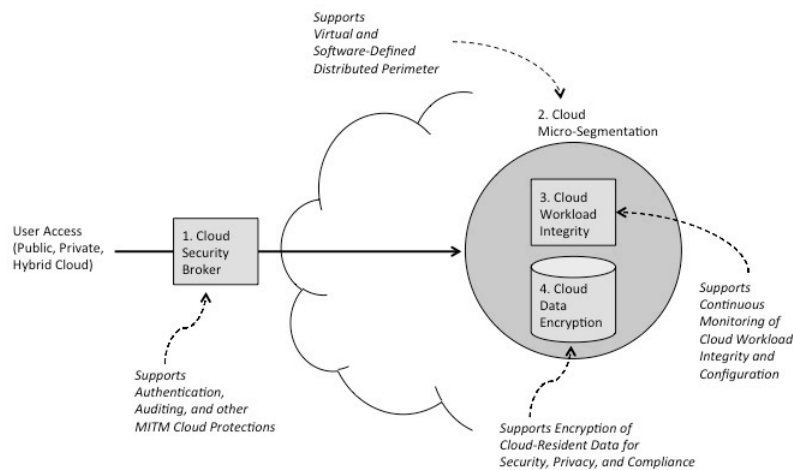 Supports
Virtual and
Software-Defined
Distributed Perimeter
2. Cloud
Micro-Segmentation
3. Cloud
Workload
Integrity
User Access
(Public, Private,
Hybrid Cloud)
1. Cloud
Security
Broker
4. Cloud
Data
Encryption
Supports
Continuous
Monitoring of
Cloud Workload
Integrity and
Configuration
Supports
Authentication,
Auditing, and other
MITM Cloud Protections
Supports Encryption of
Cloud-Resident Data for
Security, Privacy, and Compliance